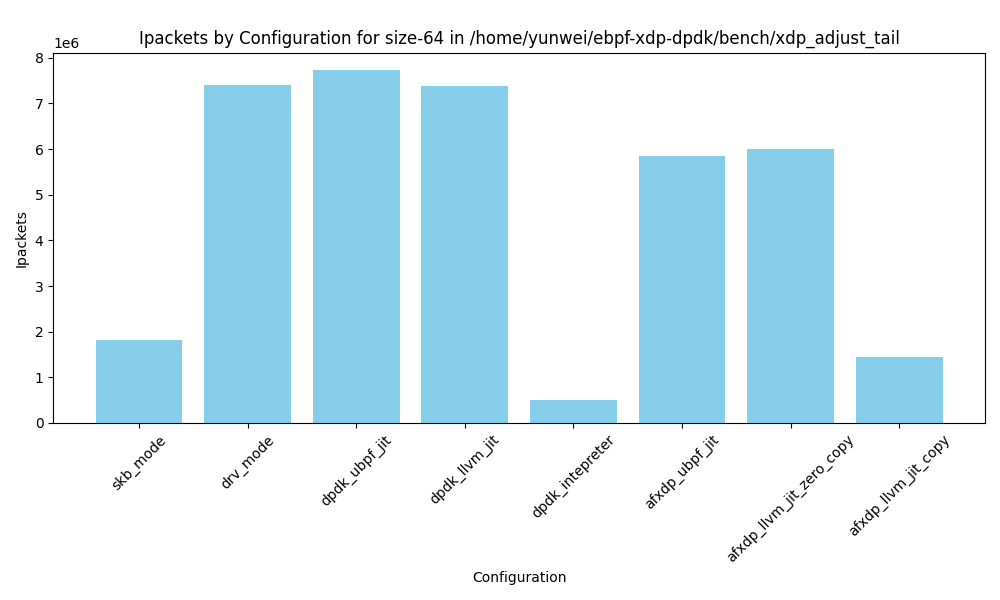 Ipackets by Configuration for size-64 in /home/yunwei/ebpf-xdp-dpdk/bench/xdp_adjust_tail
1e6
8
7
6
5
4
3
2
1
0
Ipackets
skb_mode
drv_mode
dpdk_ubpf_jit
dpdk_llvm_jit
dpdk_intepreter
afxdp_ubpf_jit
afxdp_llvm_jit_zero_copy
afxdp_llvm_jit_copy
Configuration